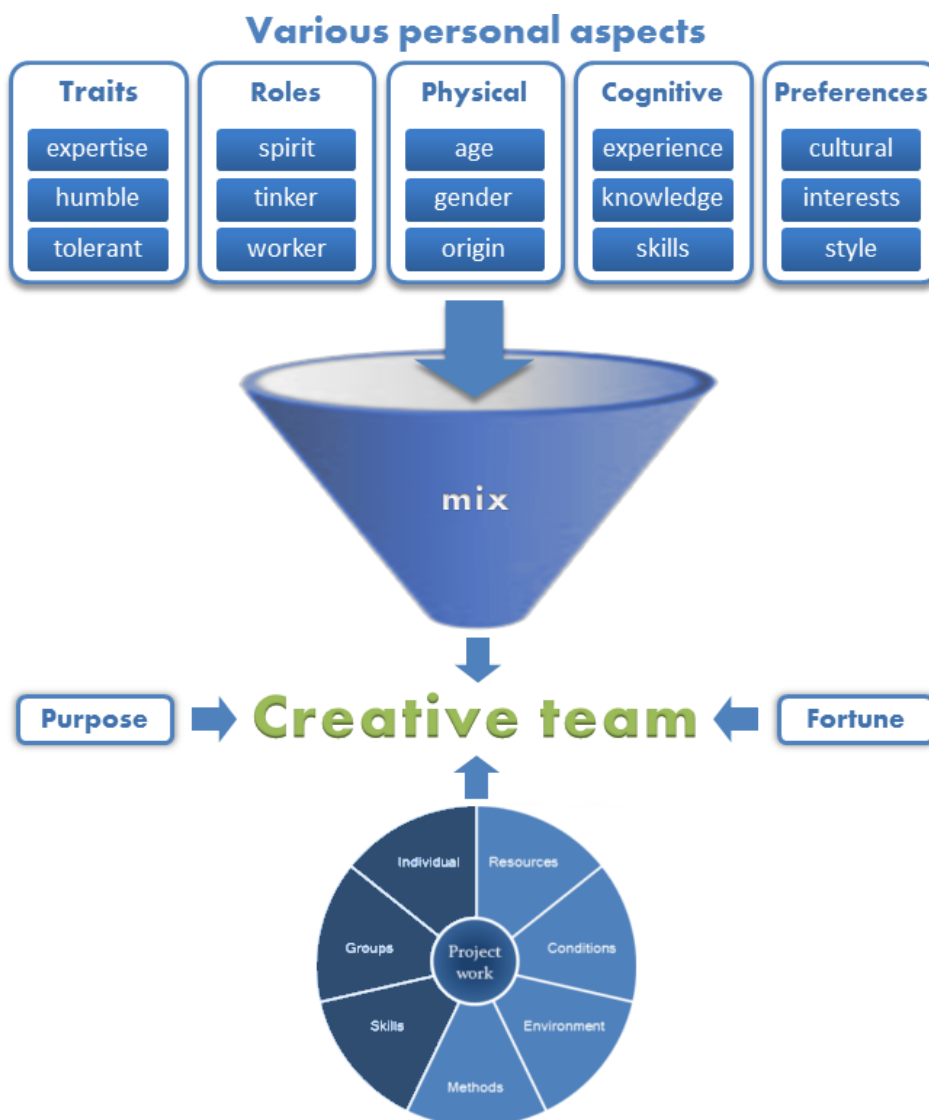 Various personal aspects
Traits
expertise
humble
tolerant
Roles
spirit
tinker
worker
Physical
age
gender
origin
Cognitive
experience
knowledge
skills
Preferences
cultural
interests
style
mix
Purpose
Creative team
Fortune
Individual
Resources
Groups
Project
work
Conditions
Skills
Environment
Methods